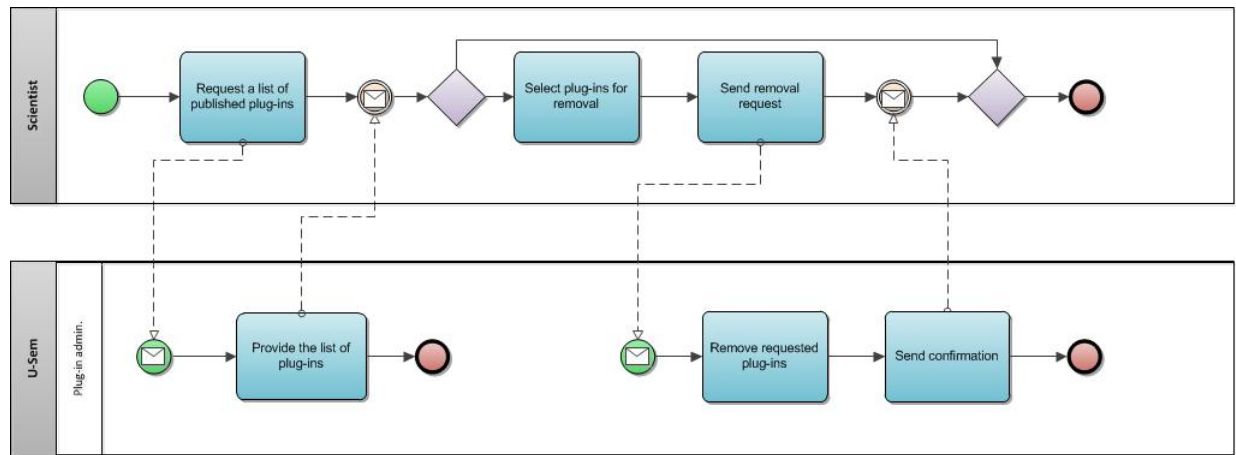 Scientist
Request a list of
published plug-ins
Select plug-ins for
removal
Send removal
request
U-Sem
Plug-in admin.
Provide the list of
plug-ins
Remove requested
plug-ins
Send confirmation